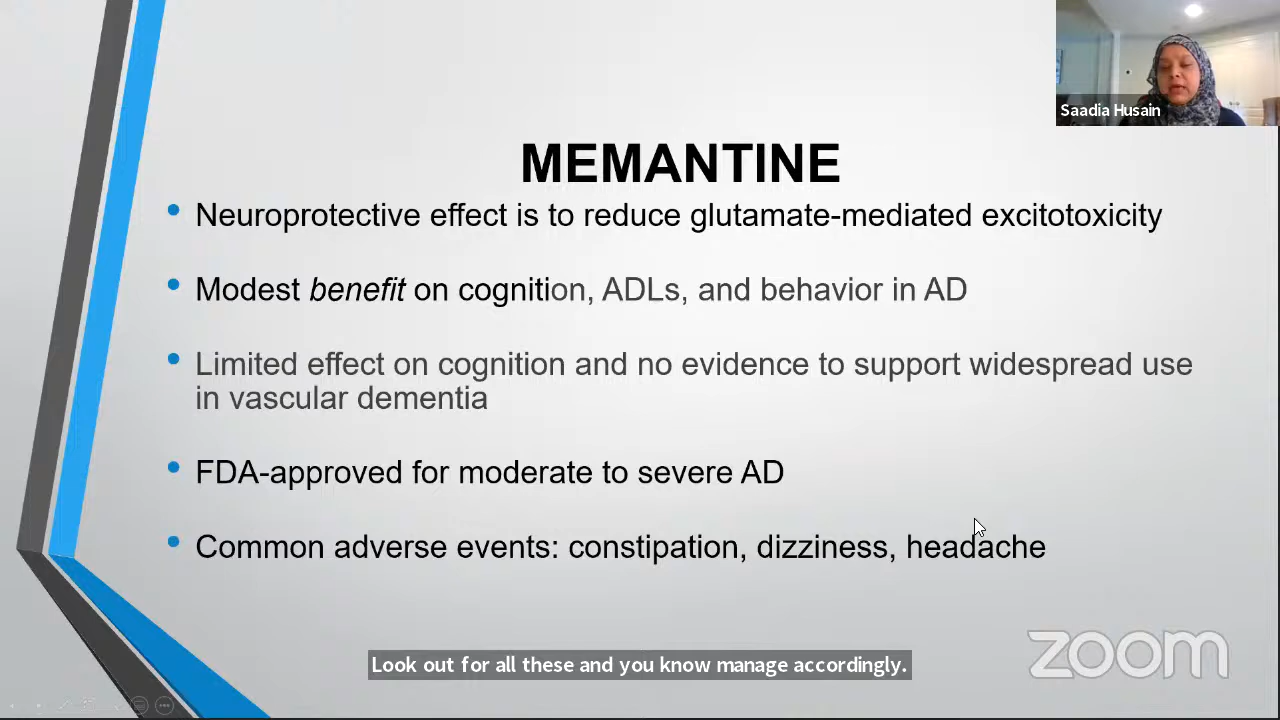 Saadia Husain
MEMANTINE
• Neuroprotective effect is to reduce glutamate-mediated excitotoxicity
• Modest benefit on cognition, ADLs, and behavior in AD
• Limited effect on cognition and no evidence to support widespread use
in vascular dementia
• FDA-approved for moderate to severe AD
• Common adverse events: constipation, dizziness, headache
Look out for all these and you know manage accordingly.
zoom